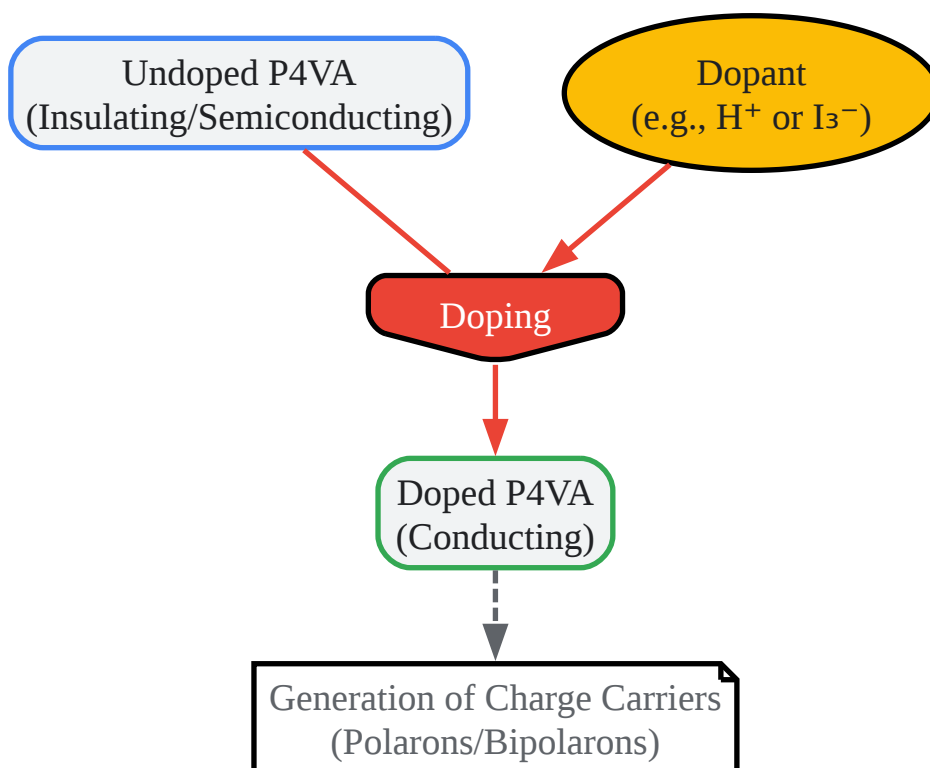 Undoped P4VA
(Insulating/Semiconducting)
Dopant
(e.g., H⁺ or I₃⁻)
Doping
Doped P4VA
(Conducting)
Generation of Charge Carriers
(Polarons/Bipolarons)